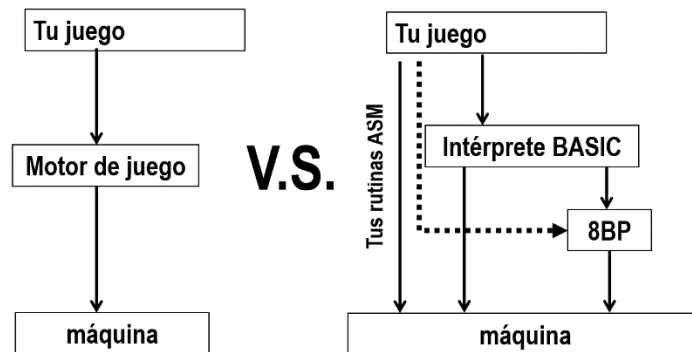 Tu juego
Motor de juego
máquina
V.S.
Tu juego
Tus rutinas ASM
Intérprete BASIC
8BP
máquina